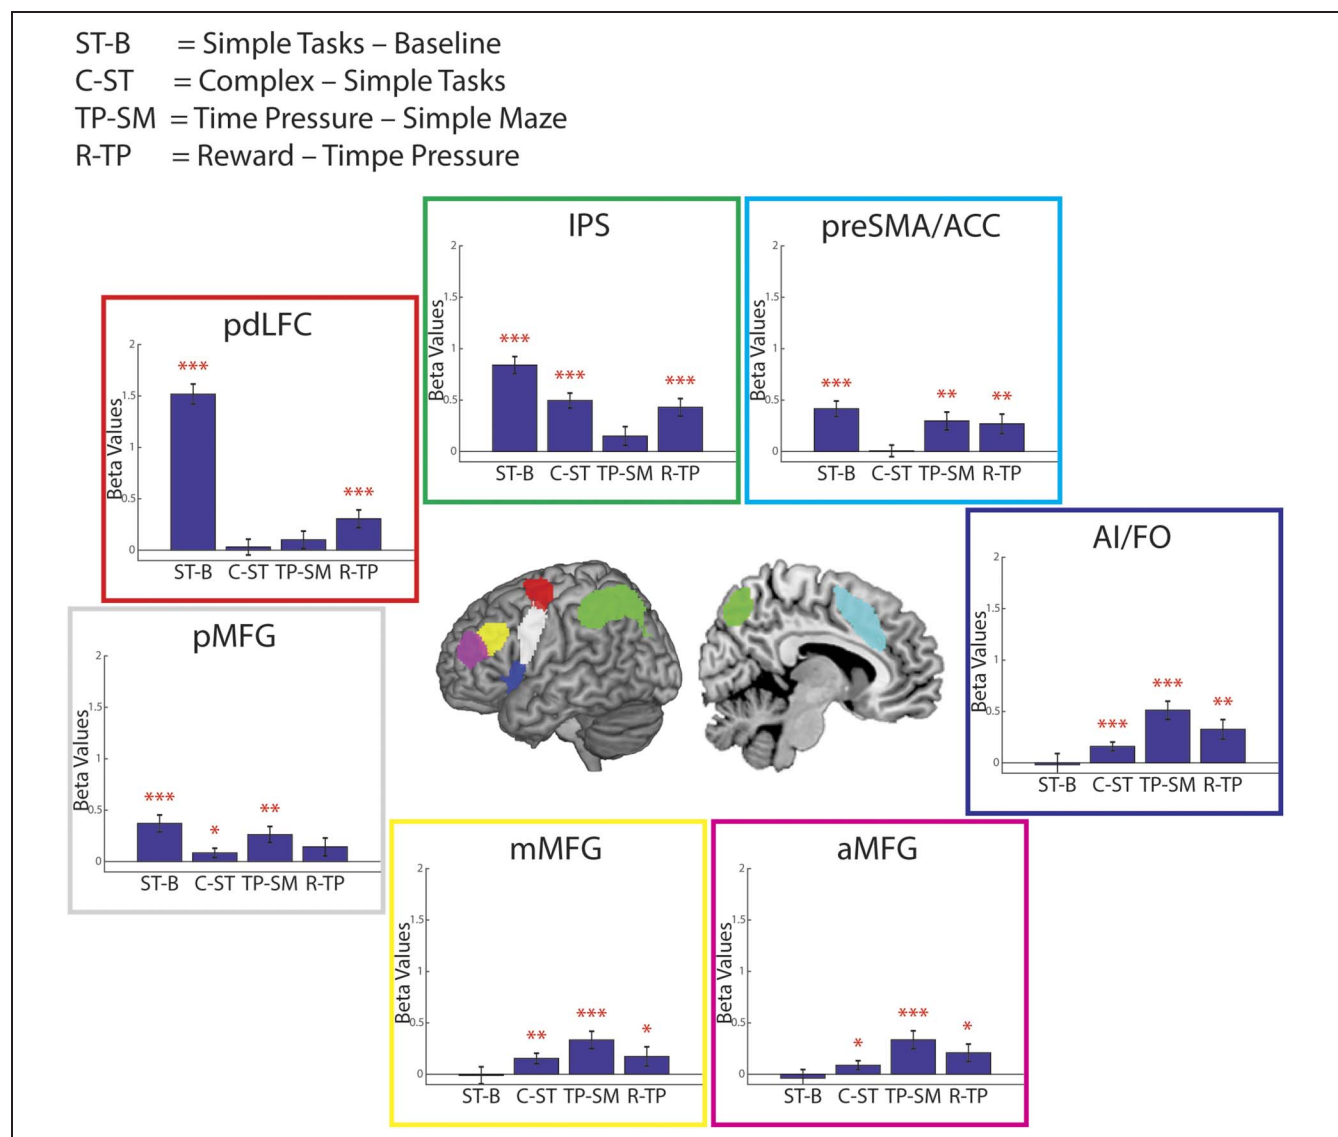 ST-B = Simple Tasks – Baseline
C-ST = Complex – Simple Tasks
TP-SM = Time Pressure – Simple Maze
R-TP = Reward – Timpe Pressure
IPS
2
1.5
1
0.5
0
Beta Values
***
***
***
ST-B C-ST TP-SM R-TP
preSMA/ACC
2
1.5
1
0.5
0
Beta Values
***
**
**
ST-B C-ST TP-SM R-TP
pdLFC
2
1.5
1
0.5
0
Beta Values
***
***
ST-B C-ST TP-SM R-TP
AI/FO
2
1.5
1
0.5
0
Beta Values
***
***
**
ST-B C-ST TP-SM R-TP
pMFG
2
1.5
1
0.5
0
Beta Values
***
*
**
ST-B C-ST TP-SM R-TP
mMFG
2
1.5
1
0.5
0
Beta Values
**
***
*
ST-B C-ST TP-SM R-TP
aMFG
2
1.5
1
0.5
0
Beta Values
*
***
*
ST-B C-ST TP-SM R-TP